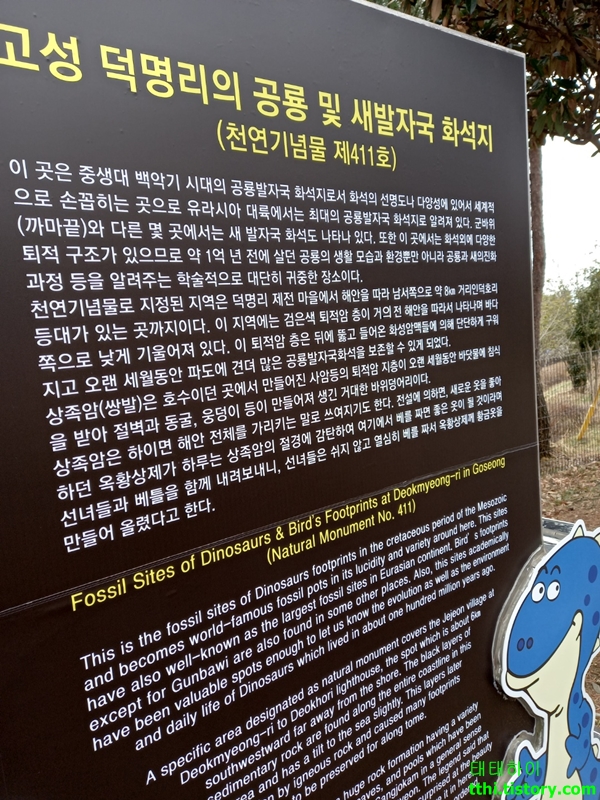 고성 덕명리의 공룡 및 새발자국 화석지
(천연기념물 제411호)
이 곳은 중생대 백악기 시대의 공룡발자국 화석지로서 화석의 선명도나 다양성에 있어서 세계적
으로 손꼽히는 곳으로 유라시아 대륙에서는 최대의 공룡발자국 화석지로 알려져 있다. 군바위
(까마끝)와 다른 몇 곳에서는 새 발자국 화석도 나타나 있다. 또한 이 곳에서는 화석외에 다양한
퇴적 구조가 있으므로 약 1억 년 전에 살던 공룡의 생활 모습과 환경뿐만 아니라 공룡과 새의진화
과정 등을 알려주는 학술적으로 대단히 귀중한 장소이다.
천연기념물로 지정된 지역은 덕명리 제전 마을에서 해안을 따라 남서쪽으로 약 8㎞ 거리인덕호리
등대가 있는 곳까지이다. 이 지역에는 검은색 퇴적암 층이 거의 전 해안을 따라서 나타나며 바다
쪽으로 낮게 기울어져 있다. 이 퇴적암 층은 뒤에 뚫고 들어온 화성암맥들에 의해 단단하게 구워
지고 오랜 세월동안 파도에 견뎌 많은 공룡발자국화석을 보존할 수 있게 되었다.
상족암(쌍발)은 호수이던 곳에서 만들어진 사암등의 퇴적암 지층이 오랜 세월동안 바닷물에 침식
을 받아 절벽과 동굴, 웅덩이 등이 만들어져 생긴 거대한 바위덩어리이다.
상족암은 하이면 해안 전체를 가리키는 말로 쓰여지기도 한다. 전설에 의하면, 새로운 옷을 좋아
하던 옥황상제가 하루는 상족암의 절경에 감탄하여 여기에서 베를 짜면 좋은 옷이 될 것이라며
선녀들과 베틀을 함께 내려보내니, 선녀들은 쉬지 않고 열심히 베를 짜서 옥황상제께 황금옷을
만들어 올렸다고 한다.
Fossil Sites of Dinosaurs & Bird's Footprints at Deokmyeong-ri in Goseong
(Natural Monument No. 411)
This is the fossil sites of Dinosaurs footprints in the cretaceous period of the Mesozoic
and becomes world-famous fossil pots in its lucidity and variety around here. This sites
have also well-known as the largest fossil sites in Eurasian continent. Bird's footprints
except for Gunbawi are also found in some other places. Also, this sites academically
have been valuable spots enough to let us know the evolution as well as the environment
and daily life of Dinosaurs which lived in about one hundred million years ago.
A specific area designated as natural monument covers the Jejeon village at
Deokmyeong-ri to Deokhori lighthouse, the spot which is about 6㎞
southwestward far away from the shore. The black layers of
sedimentary rock are found along the entire coastline in this
area and has a tilt to the sea slightly. This layers later
by igneous rock and caused many footprints
to be preserved for along tome.
huge rock formation having a variety
caves, and pools which have been
in a general sense
The legend said that
surprised at the beauty
태태하이
tthi.tistory.com